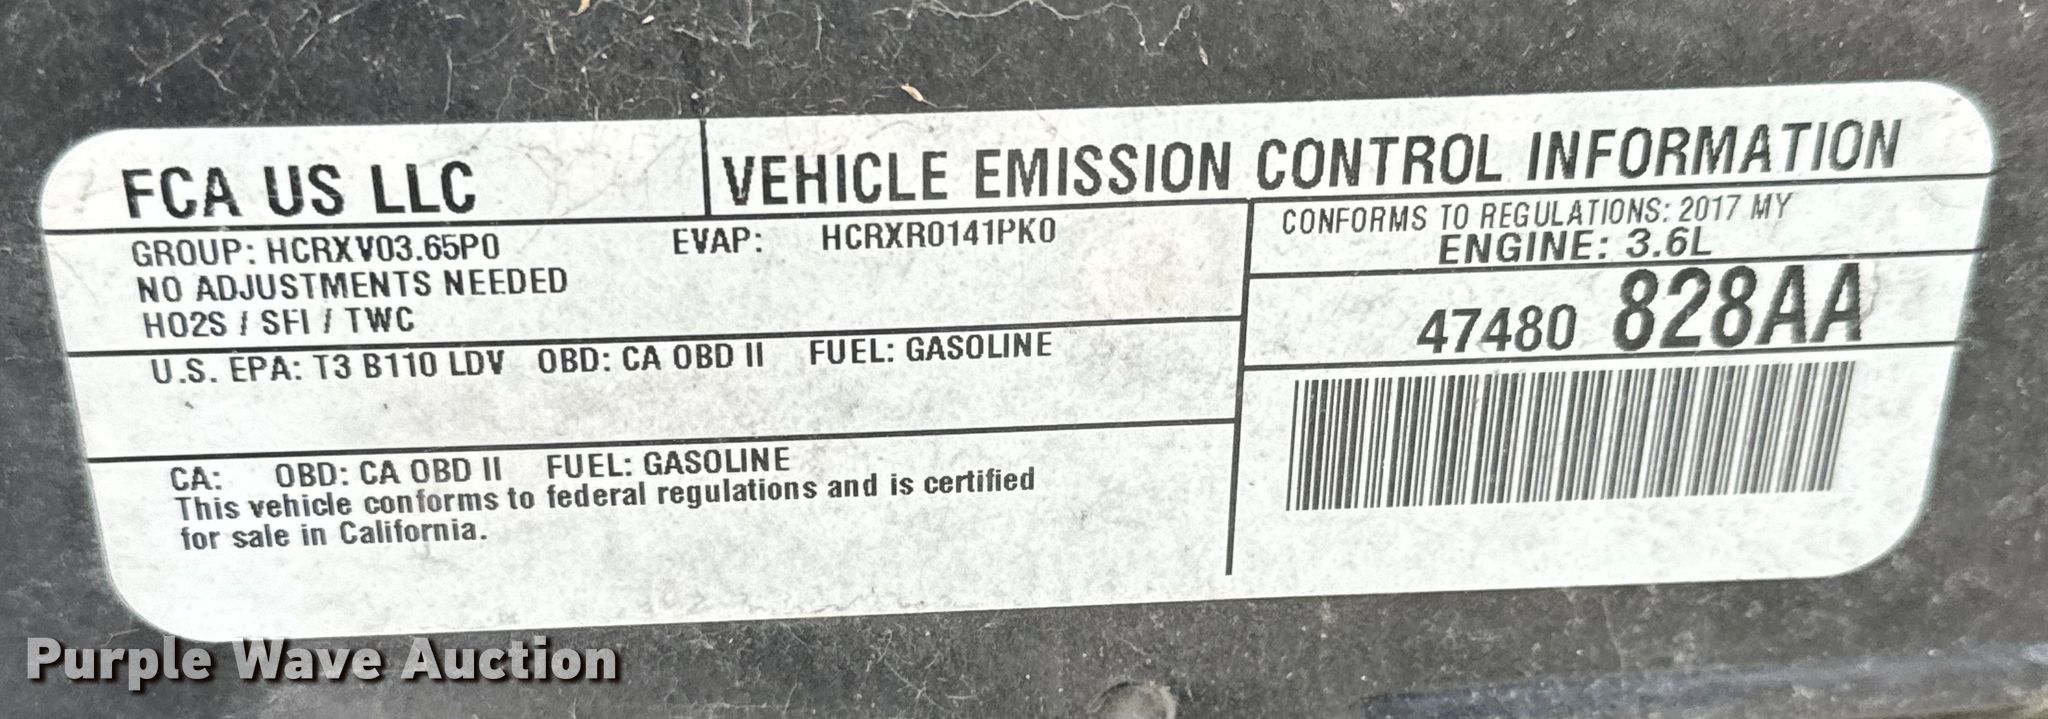 FCA US LLC
VEHICLE EMISSION CONTROL INFORMATION
GROUP: HCRXV03.65P0 EVAP: HCRXR0141PK0
NO ADJUSTMENTS NEEDED
HO2S / SFI / TWC
CONFORMS TO REGULATIONS: 2017 MY
ENGINE: 3.6L
47480 828AA
U.S. EPA: T3 B110 LDV OBD: CA OBD II FUEL: GASOLINE
CA: OBD: CA OBD II FUEL: GASOLINE
This vehicle conforms to federal regulations and is certified
for sale in California.
Purple Wave Auction